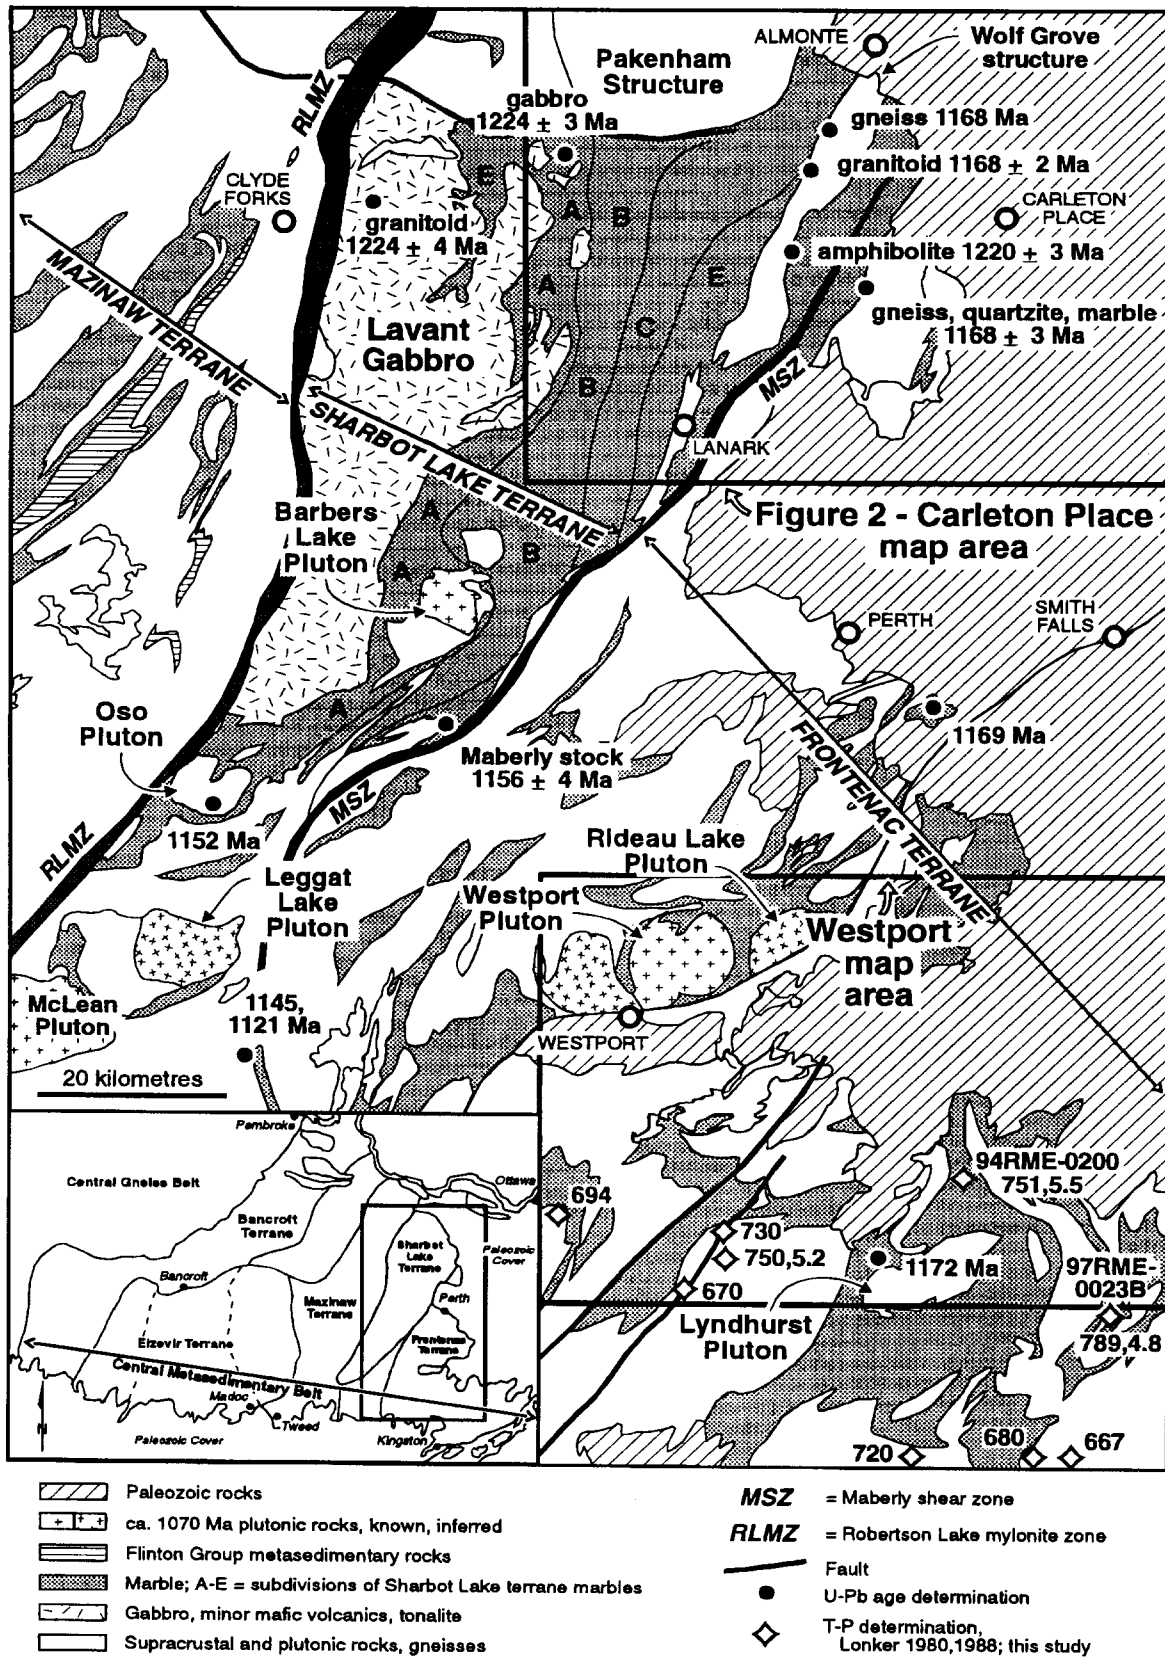 ALMONTE
Wolf Grove
structure
Pakenham
Structure
RLMZ
gabbro
1224 ± 3 Ma
gneiss 1168 Ma
granitoid 1168 ± 2 Ma
CLYDE
FORKS
E
CARLETON
PLACE
granitoid
1224 ± 4 Ma
A
B
amphibolite 1220 ± 3 Ma
E
MAZINAW TERRANE
A
gneiss, quartzite, marble
1168 ± 3 Ma
Lavant
Gabbro
C
B
MSZ
SHARBOT LAKE TERRANE
LANARK
Barbers
Lake
Pluton
A
B
A
Figure 2 - Carleton Place
map area
PERTH
SMITH
FALLS
Oso
Pluton
A
1169 Ma
Maberly stock
1156 ± 4 Ma
FRONTENAC TERRANE
MSZ
1152 Ma
RLMZ
Rideau Lake
Pluton
Leggat
Lake
Pluton
Westport
Pluton
Westport
map
area
McLean
Pluton
1145,
1121 Ma
WESTPORT
20 kilometres
Pembroke
Central Gneiss Belt
Ottawa
Bancroft
Terrane
Sharbot
Lake
Terrane
Paleozoic
Cover
Bancroft
Mazinaw
Terrane
Perth
Elzevir Terrane
Frontenac
Terrane
Central Metasedimentary Belt
Madoc
Tweed
N
Paleozoic Cover
Kingston
94RME-0200
751,5.5
694
730
750,5.2
1172 Ma
97RME-
0023B
670
Lyndhurst
Pluton
789,4.8
720
680
667
Paleozoic rocks
ca. 1070 Ma plutonic rocks, known, inferred
Flinton Group metasedimentary rocks
Marble; A-E = subdivisions of Sharbot Lake terrane marbles
Gabbro, minor mafic volcanics, tonalite
Supracrustal and plutonic rocks, gneisses
MSZ = Maberly shear zone
RLMZ = Robertson Lake mylonite zone
Fault
U-Pb age determination
T-P determination,
Lonker 1980,1988; this study